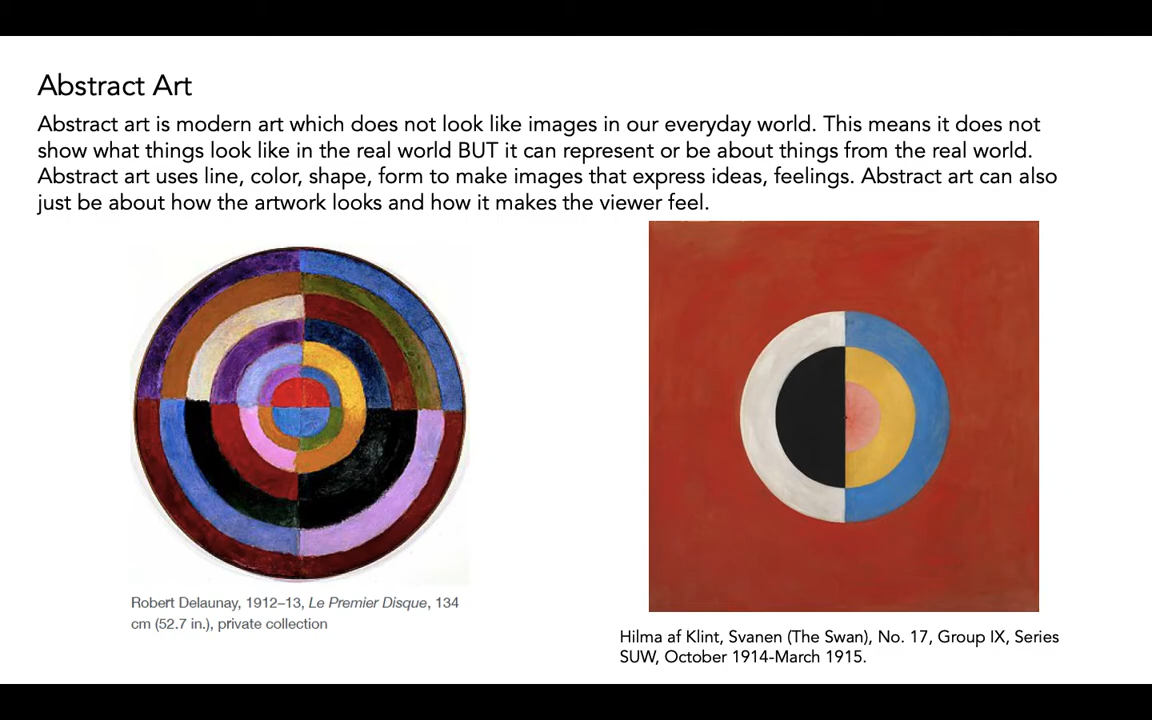 Abstract Art
Abstract art is modern art which does not look like images in our everyday world. This means it does not
show what things look like in the real world BUT it can represent or be about things from the real world.
Abstract art uses line, color, shape, form to make images that express ideas, feelings. Abstract art can also
just be about how the artwork looks and how it makes the viewer feel.
Robert Delaunay, 1912–13, Le Premier Disque, 134
cm (52.7 in.), private collection
Hilma af Klint, Svanen (The Swan), No. 17, Group IX, Series
SUW, October 1914-March 1915.